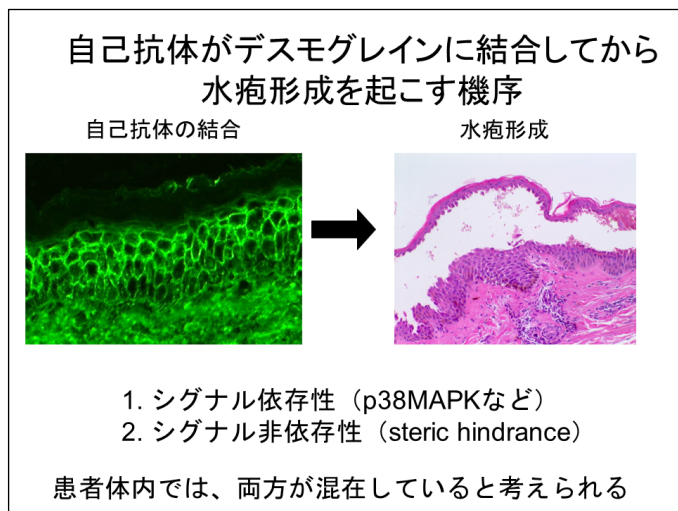 自己抗体がデスモグレインに結合してから
水疱形成を起こす機序
自己抗体の結合
水疱形成
1. シグナル依存性（p38MAPKなど）
2. シグナル非依存性（steric hindrance）
患者体内では、両方が混在していると考えられる